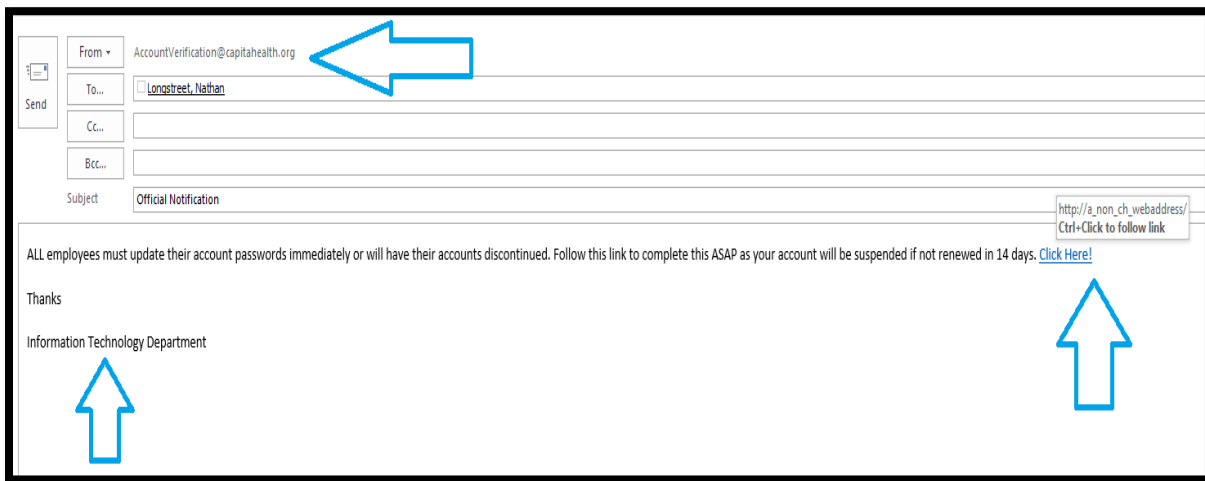 From
AccountVerification@capitahealth.org
Send
To...
Longstreet, Nathan
Cc...
Bcc...
Subject
Official Notification
http://a_non_ch_webaddress/
Ctrl+Click to follow link
ALL employees must update their account passwords immediately or will have their accounts discontinued. Follow this link to complete this ASAP as your account will be suspended if not renewed in 14 days. Click Here!
Thanks
Information Technology Department